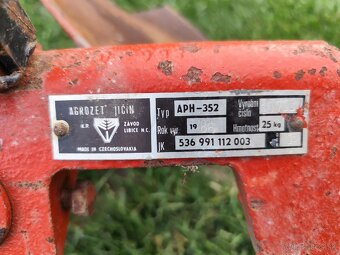 AGROZET JIČÍN
K.P.
ZÁVOD
LIBICE N.C.
MADE IN CZECHOSLOVAKIA
Typ APH-352
Výrobní číslo
Rok výr 19
Hmotnost 25 kg
JK 536 991 112 003